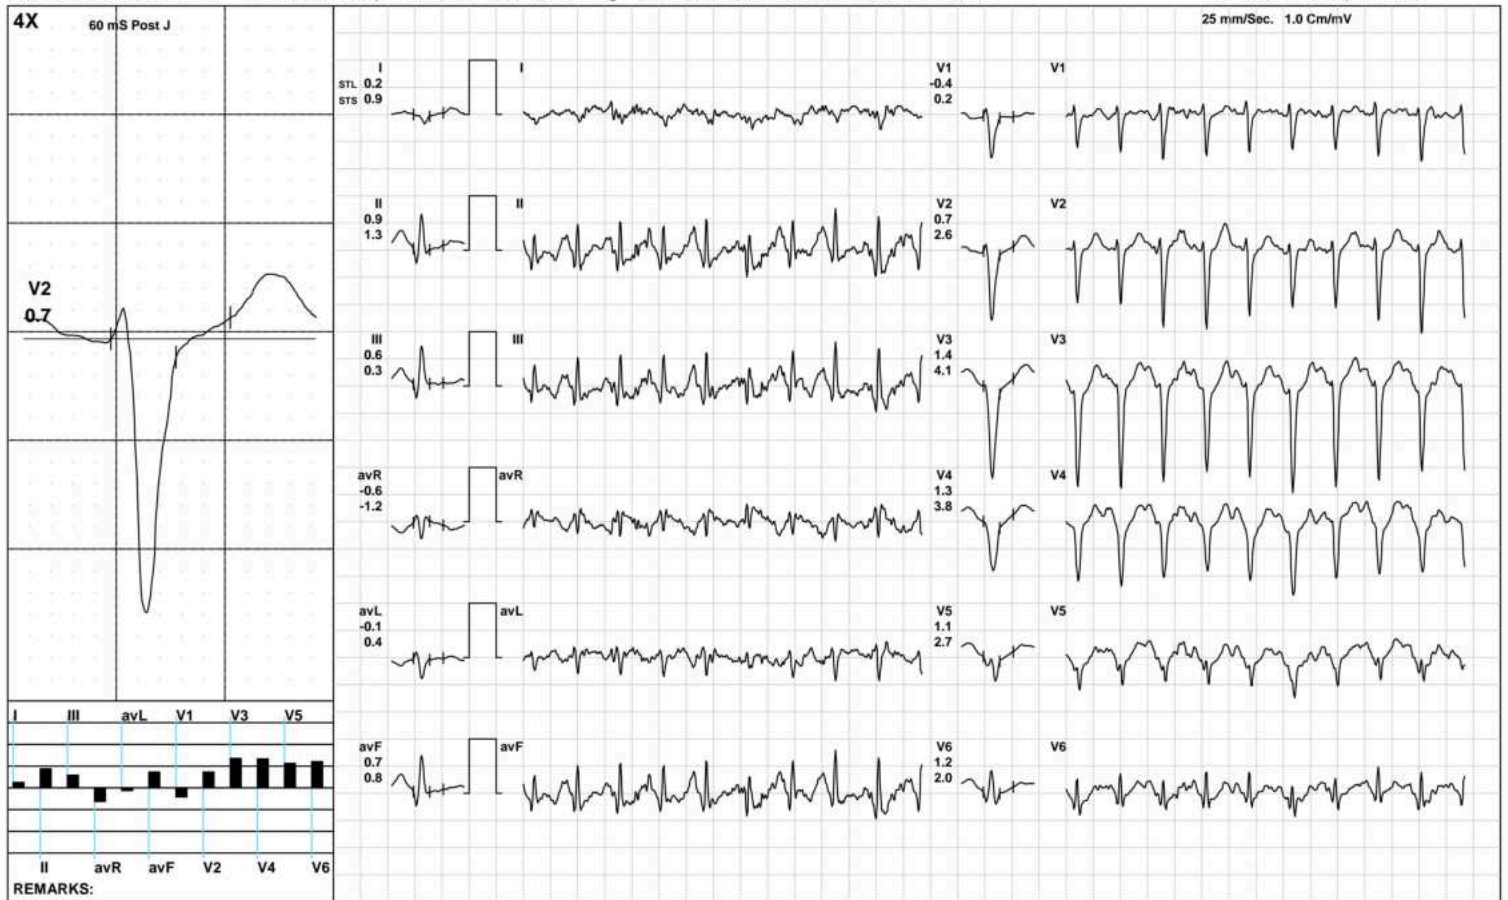 4X
60 mS Post J
25 mm/Sec. 1.0 Cm/mV
V2
0.7
I
STL 0.2
STS 0.9
I
II
0.9
1.3
II
III
0.6
0.3
III
avR
-0.6
-1.2
avR
avL
-0.1
0.4
avL
avF
0.7
0.8
avF
V1
-0.4
0.2
V1
V2
0.7
2.6
V2
V3
1.4
4.1
V3
V4
1.3
3.8
V4
V5
1.1
2.7
V5
V6
1.2
2.0
V6
I III avL V1 V3 V5
II avR avF V2 V4 V6
REMARKS: